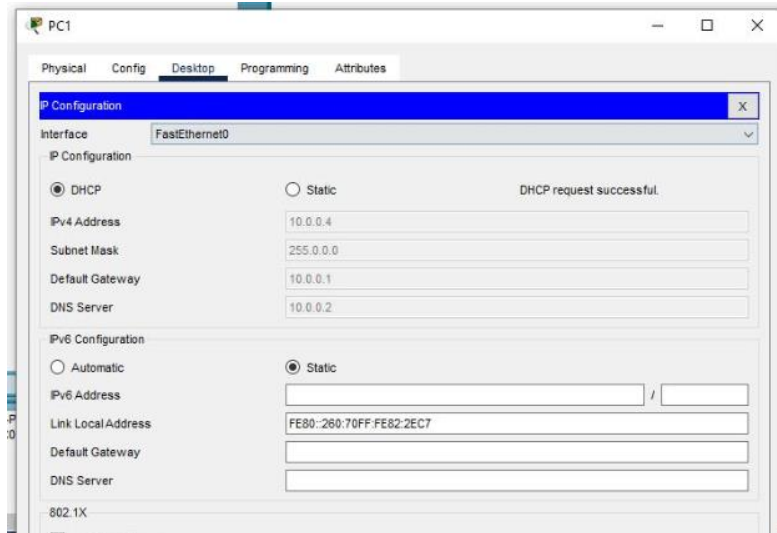 PC1
Physical Config Desktop Programming Attributes
IP Configuration X
Interface FastEthernet0
IP Configuration
DHCP Static DHCP request successful.
IPv4 Address 10.0.0.4
Subnet Mask 255.0.0.0
Default Gateway 10.0.0.1
DNS Server 10.0.0.2
IPv6 Configuration
Automatic Static
IPv6 Address /
Link Local Address FE80::260:70FF:FE82:2EC7
Default Gateway
DNS Server
802.1X